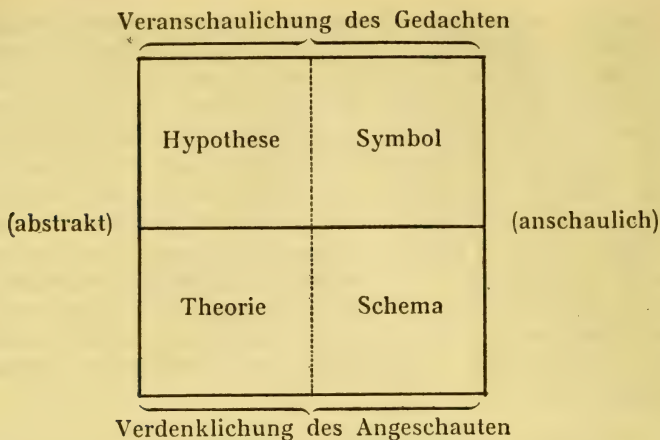 Veranschaulichung des Gedachten
Hypothese Symbol
(abstrakt) (anschaulich)
Theorie Schema
Verdenklichung des Angeschauten